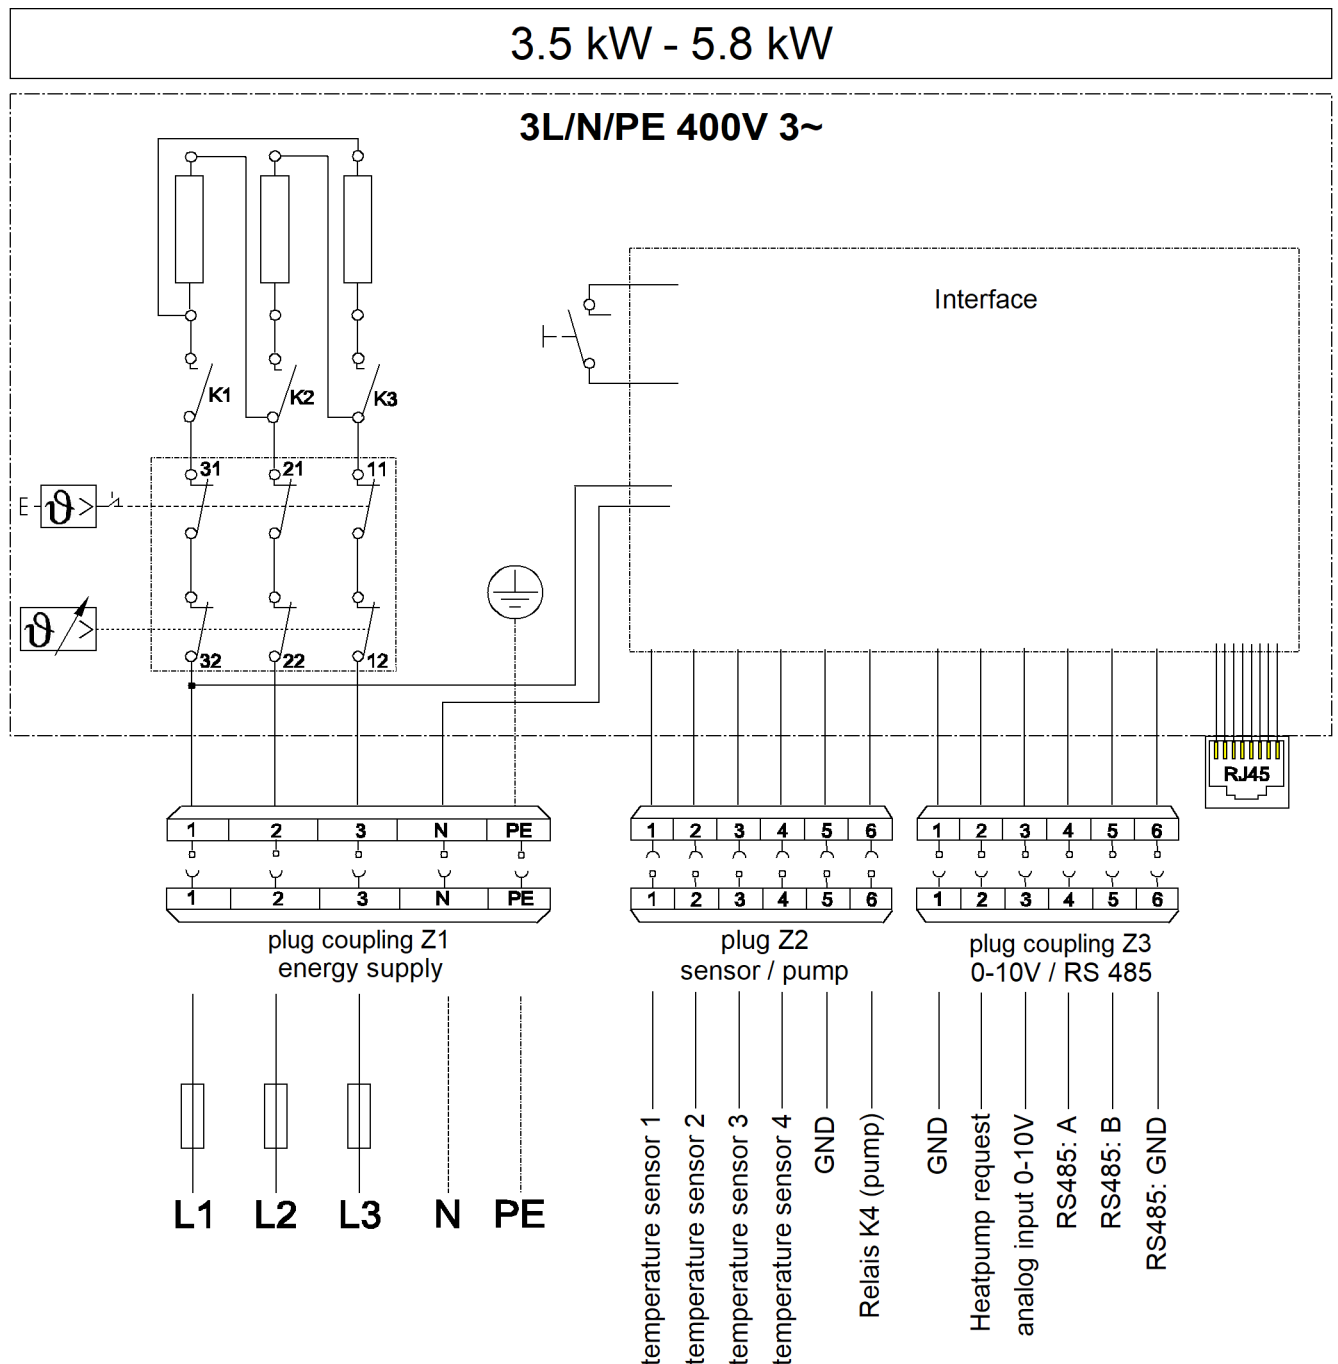 3.5 kW - 5.8 kW
3L/N/PE 400V 3~
Interface
K1 K2 K3
31 21 11
ϑ >
ϑ >
32 22 12
RJ45
1 2 3 N PE
1 2 3 4 5 6
1 2 3 4 5 6
1 2 3 N PE
1 2 3 4 5 6
1 2 3 4 5 6
plug coupling Z1
energy supply
plug Z2
sensor / pump
plug coupling Z3
0-10V / RS 485
L1 L2 L3 N PE
temperature sensor 1
temperature sensor 2
temperature sensor 3
temperature sensor 4
GND
Relais K4 (pump)
GND
Heatpump request
analog input 0-10V
RS485: A
RS485: B
RS485: GND